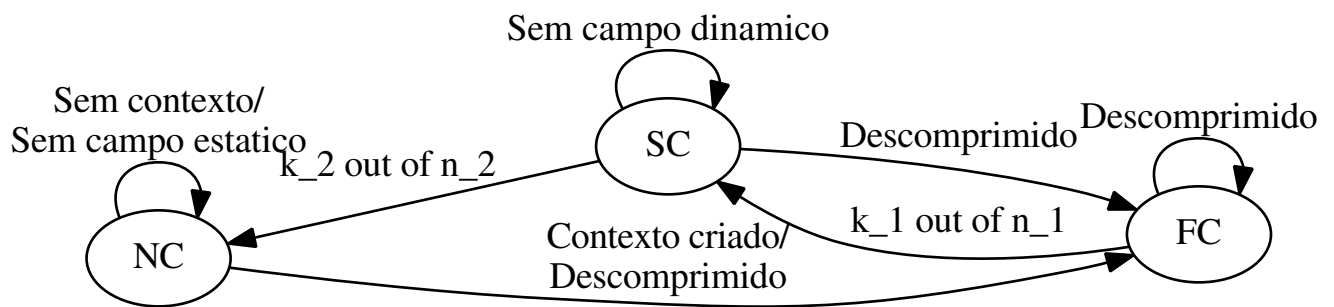 Sem campo dinamico
Sem contexto/
Sem campo estatico
Descomprimido
Descomprimido
SC
k_2 out of n_2
k_1 out of n_1
Contexto criado/
Descomprimido
NC
FC